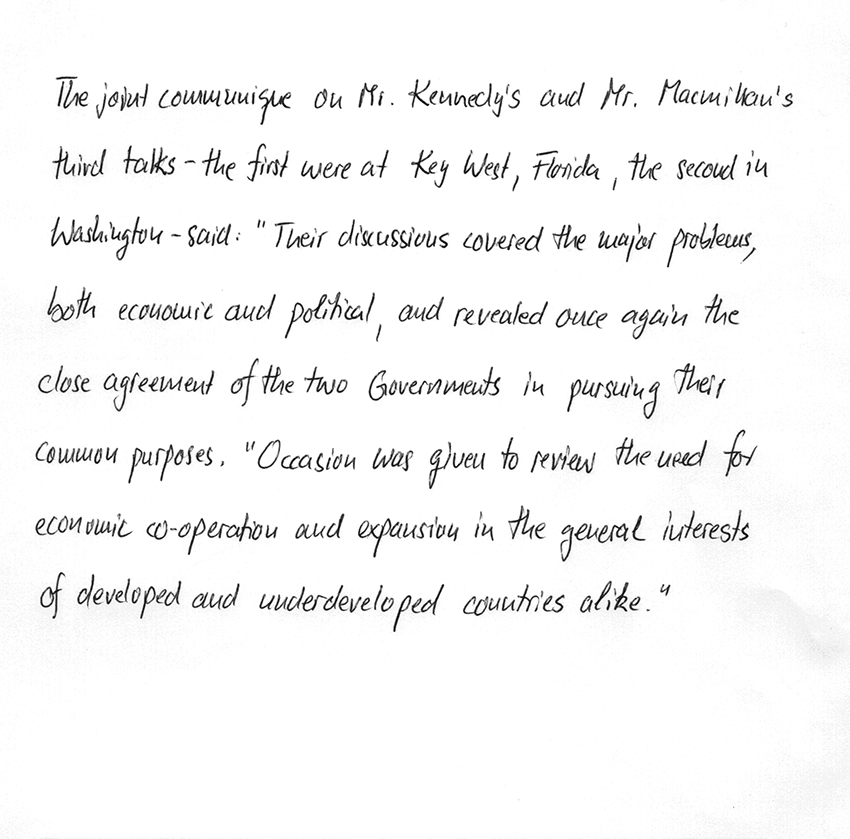 The joint communique on Mr. Kennedy's and Mr. Macmillan's
third talks - the first were at Key West, Florida, the second in
Washington - said: "Their discussions covered the major problems,
both economic and political, and revealed once again the
close agreement of the two Governments in pursuing their
common purposes. "Occasion was given to review the need for
economic co-operation and expansion in the general interests
of developed and underdeveloped countries alike."